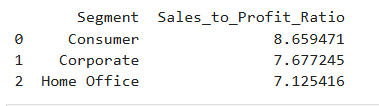 Segment Sales_to_Profit_Ratio
0 Consumer 8.659471
1 Corporate 7.677245
2 Home Office 7.125416